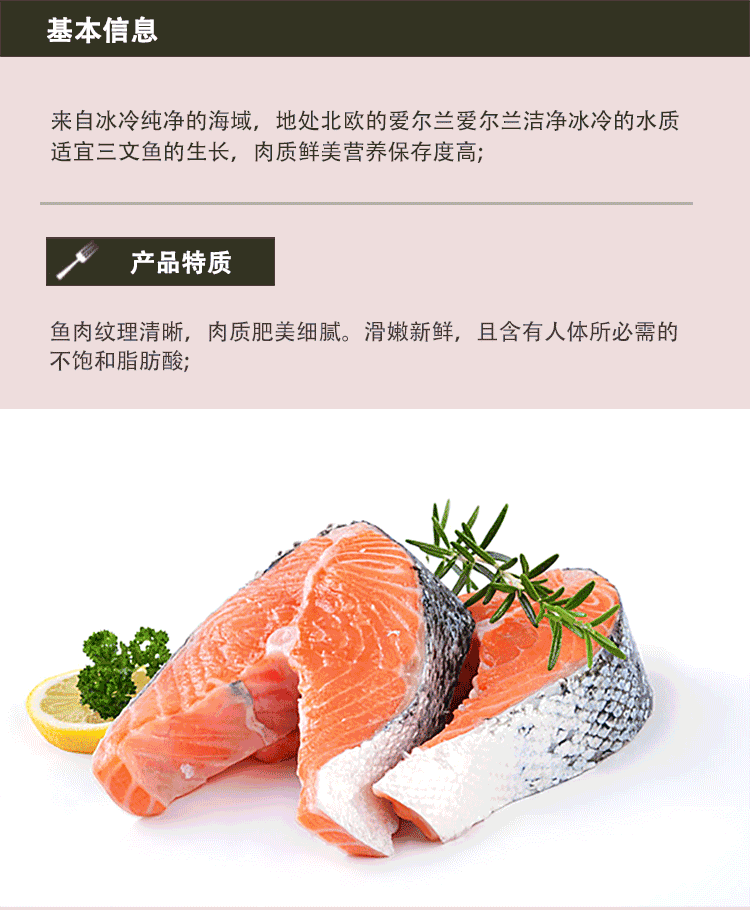 基本信息
来自冰冷纯净的海域，地处北欧的爱尔兰爱尔兰洁净冰冷的水质
适宜三文鱼的生长，肉质鲜美营养保存度高;
产品特质
鱼肉纹理清晰，肉质肥美细腻。滑嫩新鲜，且含有人体所必需的
不饱和脂肪酸;